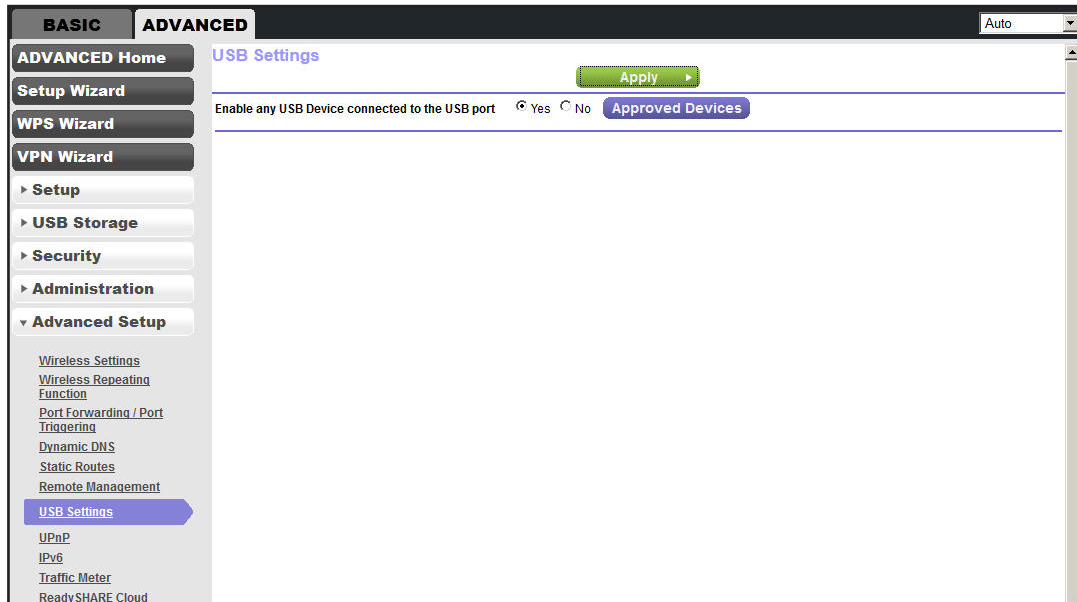 BASIC
ADVANCED
Auto
ADVANCED Home
Setup Wizard
WPS Wizard
VPN Wizard
Setup
USB Storage
Security
Administration
Advanced Setup
Wireless Settings
Wireless Repeating
Function
Port Forwarding / Port
Triggering
Dynamic DNS
Static Routes
Remote Management
USB Settings
UPnP
IPv6
Traffic Meter
ReadySHARE Cloud
USB Settings
Apply
Enable any USB Device connected to the USB port Yes No Approved Devices